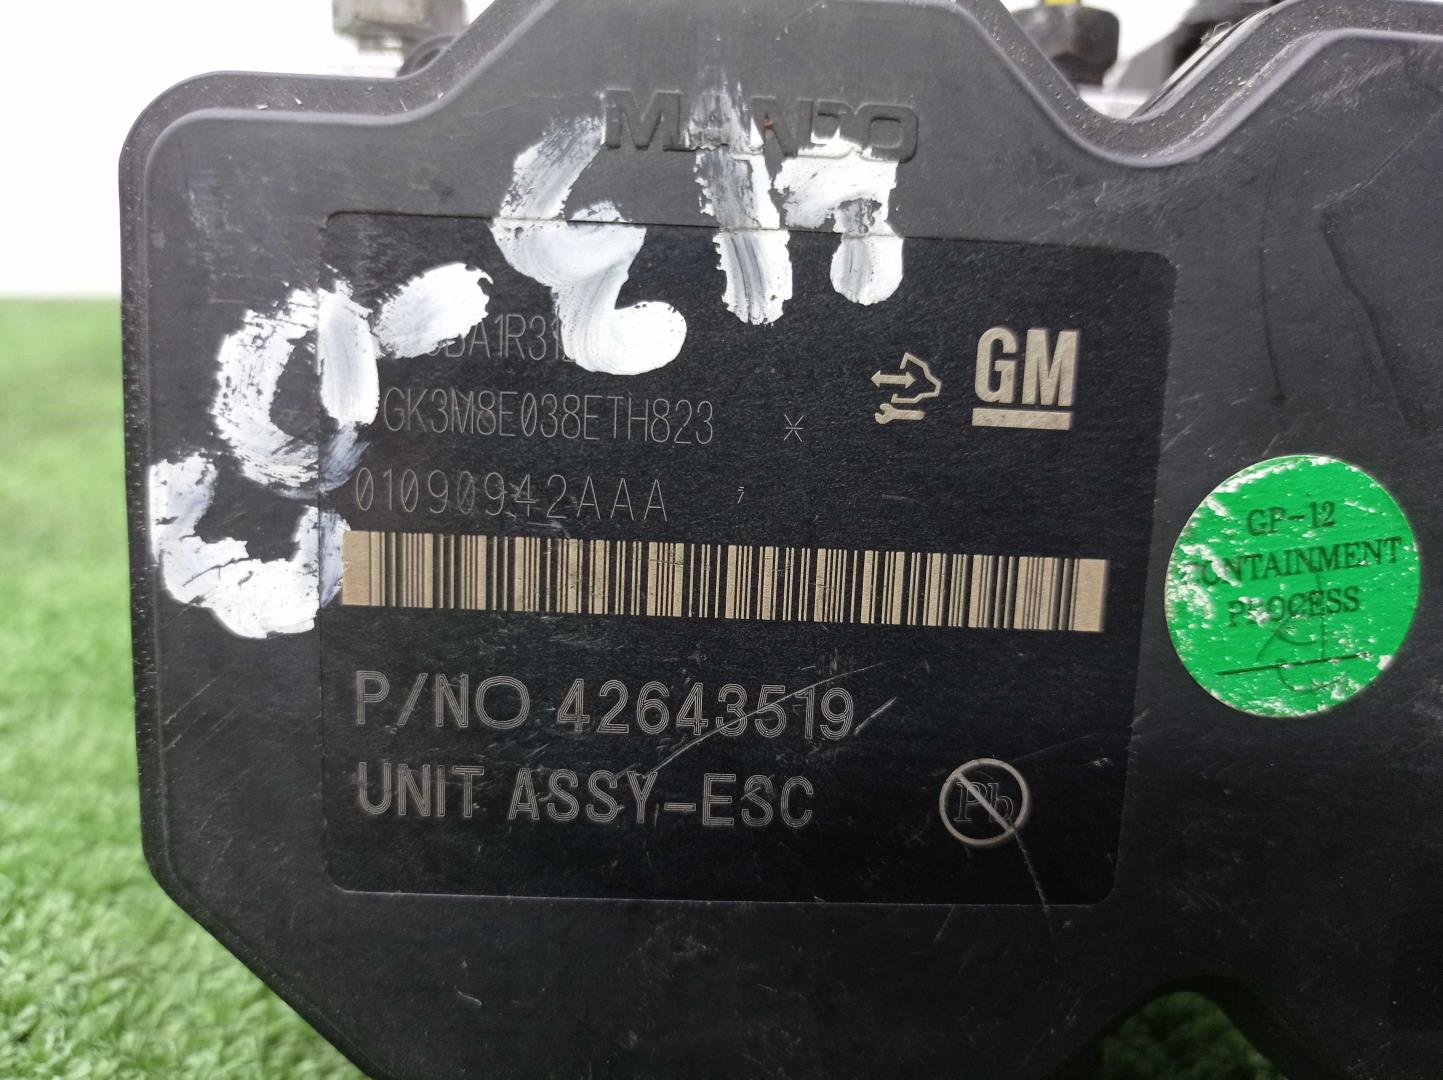 MANDO
GK3M8E038ETH823 *
GM
01090942AAA
P/NO 42643519
UNIT ASSY-ESC
Pb
GP-12
CONTAINMENT
PROCESS